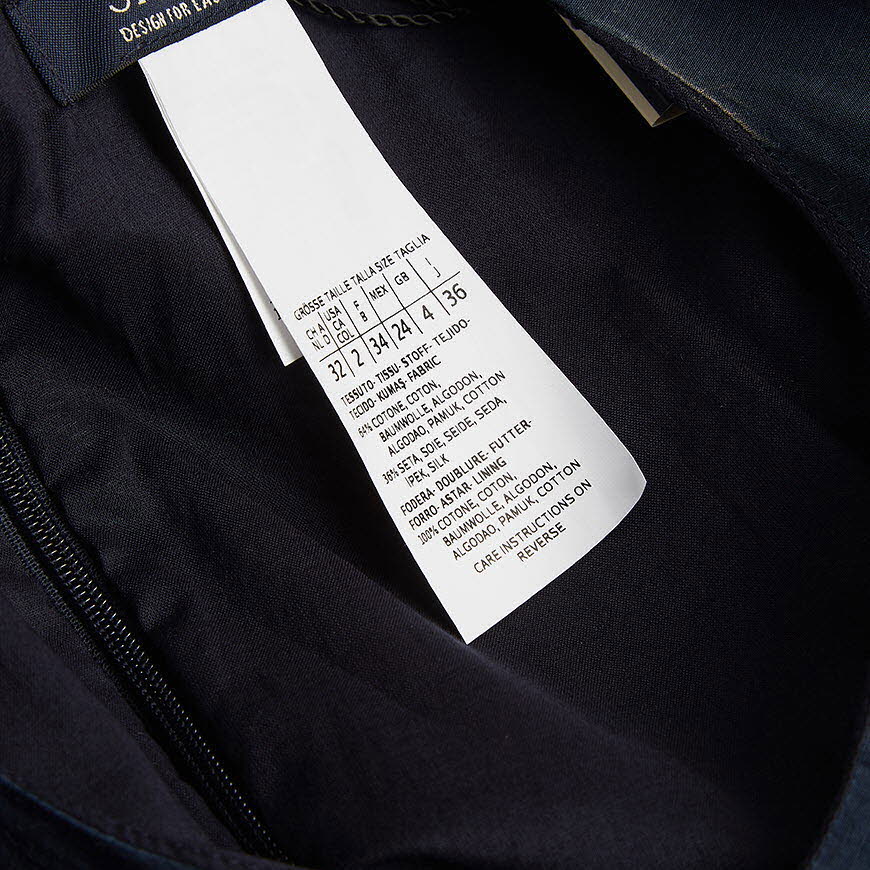 DESIGN FOR
GRÖSSE TAILLE TALLA SIZE TAGLIA
CH A USA F MEX GB I
NL D CA B J
COL
32 2 34 24 4 36
TESSUTO- TISSU- STOFF- TEJIDO-
TECIDO- KUMAŞ- FABRIC
64% COTONE, COTON,
BAUMWOLLE, ALGODON,
ALGODAO, PAMUK, COTTON
36% SETA, SOIE, SEIDE, SEDA,
IPEK, SILK
FODERA- DOUBLURE- FUTTER-
FORRO- ASTAR- LINING
100% COTONE, COTON,
BAUMWOLLE, ALGODON,
ALGODAO, PAMUK, COTTON
CARE INSTRUCTIONS ON
REVERSE